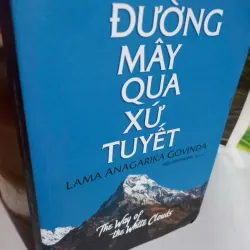 ĐƯỜNG
MÂY
QUA
XỨ
TUYẾT
LAMA ANAGARIKA GOVINDA
The Way of
the White Clouds